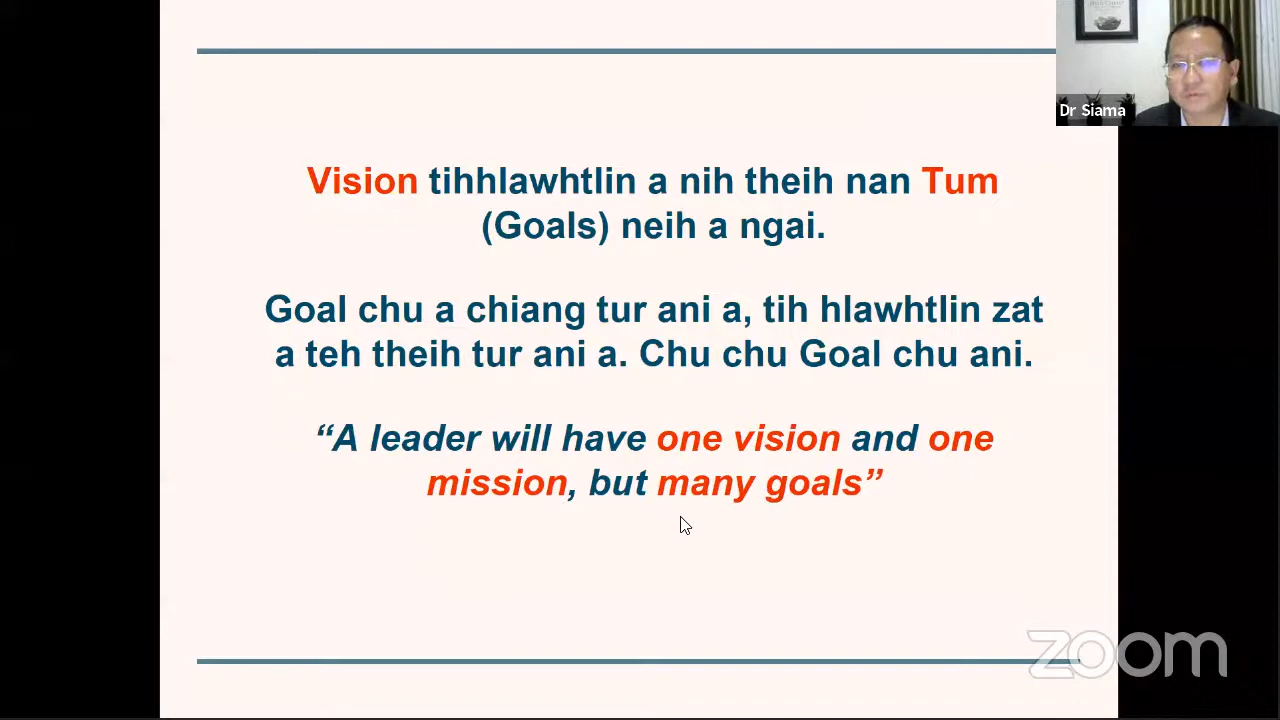 Dr Siama
Vision tihhlawhtlin a nih theih nan Tum
(Goals) neih a ngai.
Goal chu a chiang tur ani a, tih hlawhtlin zat
a teh theih tur ani a. Chu chu Goal chu ani.
“A leader will have one vision and one
mission, but many goals”
zoom